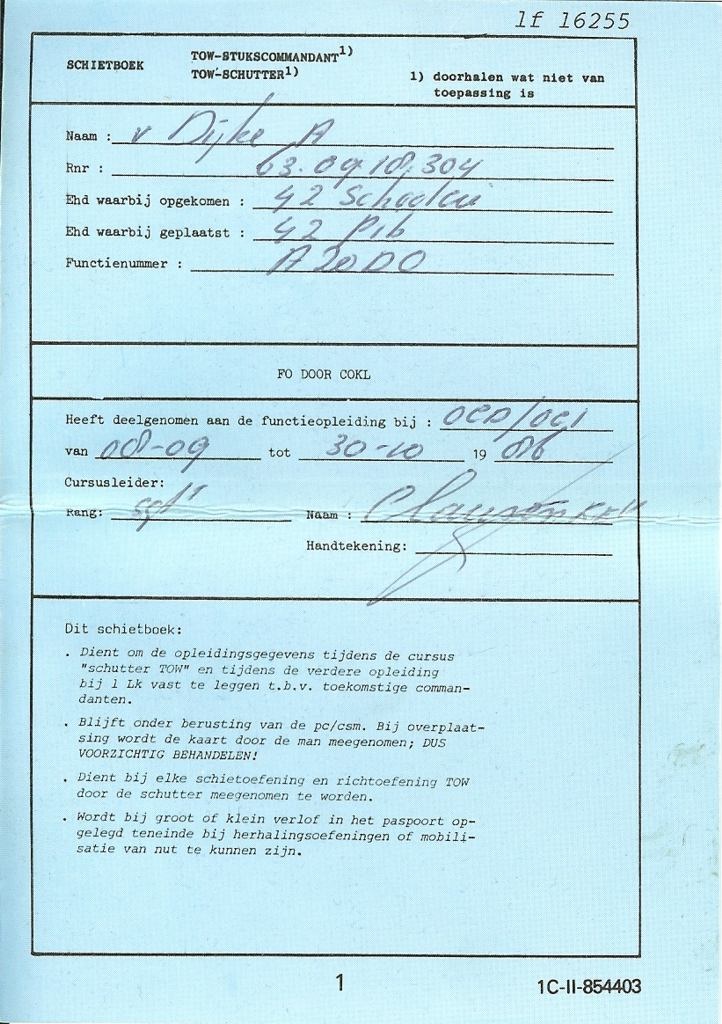 lf 16255
SCHIETBOEK TOW-STUKSCOMMANDANT1)
TOW-SCHUTTER1)
1) doorhalen wat niet van
toepassing is
Naam : v Dijke A
Rnr : 63.09.18.304
Ehd waarbij opgekomen : 42
Ehd waarbij geplaatst : 42 Pib
Functienummer : A20DO
FO DOOR COKL
Heeft deelgenomen aan de functieopleiding bij : OCO/OCI
van 08-09 tot 30-10 19 86
Cursusleider:
Rang: sgt1 Naam :
Handtekening:
Dit schietboek:
. Dient om de opleidingsgegevens tijdens de cursus
"schutter TOW" en tijdens de verdere opleiding
bij 1 Lk vast te leggen t.b.v. toekomstige comman-
danten.
. Blijft onder berusting van de pc/csm. Bij overplaat-
sing wordt de kaart door de man meegenomen; DUS
VOORZICHTIG BEHANDELEN!
. Dient bij elke schietoefening en richtoefening TOW
door de schutter meegenomen te worden.
. Wordt bij groot of klein verlof in het paspoort op-
gelegd teneinde bij herhalingsoefeningen of mobili-
satie van nut te kunnen zijn.
1
1C-II-854403